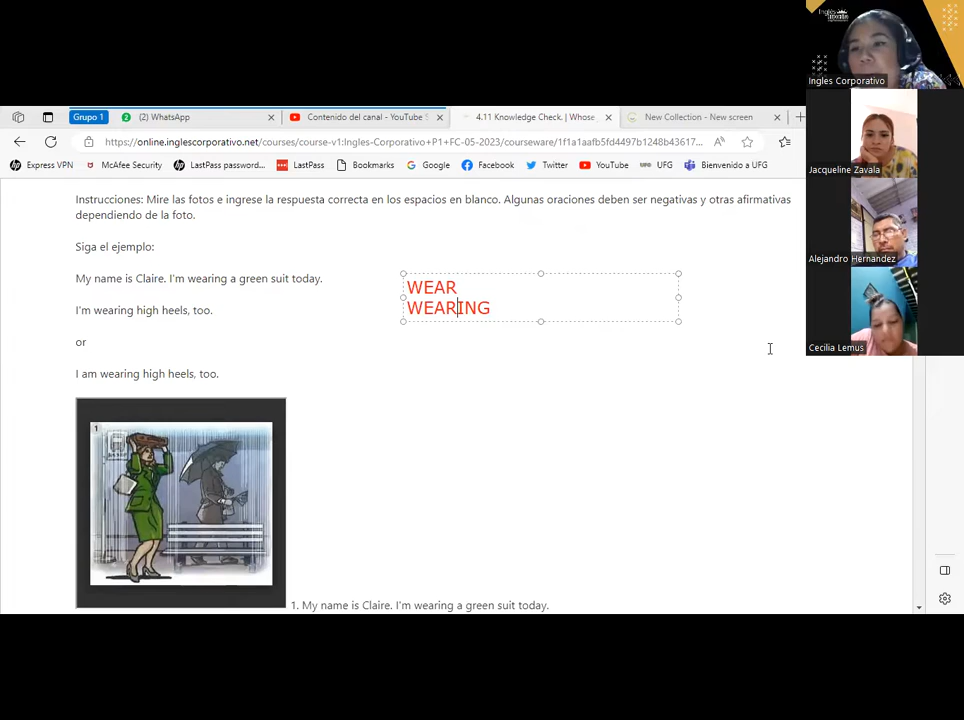 Grupo 1
2
(2) WhatsApp
Contenido del canal - YouTube S
4.11 Knowledge Check. | Whose
New Collection - New screen
https://online.inglescorporativo.net/courses/course-v1:Ingles-Corporativo+P1+FC-05-2023/courseware/1f1a1aafb5fd4497b1248b43617...
Express VPN
McAfee Security
LastPass password...
LastPass
Bookmarks
Google
Facebook
Twitter
YouTube
UFG
Bienvenido a UFG
Instrucciones: Mire las fotos e ingrese la respuesta correcta en los espacios en blanco. Algunas oraciones deben ser negativas y otras afirmativas
dependiendo de la foto.
Siga el ejemplo:
My name is Claire. I'm wearing a green suit today.
I'm wearing high heels, too.
or
I am wearing high heels, too.
WEAR
WEARING
1
1. My name is Claire. I'm wearing a green suit today.
Inglés
Corporativo
Ingles Corporativo
Jacqueline Zavala
Alejandro Hernandez
Cecilia Lemus